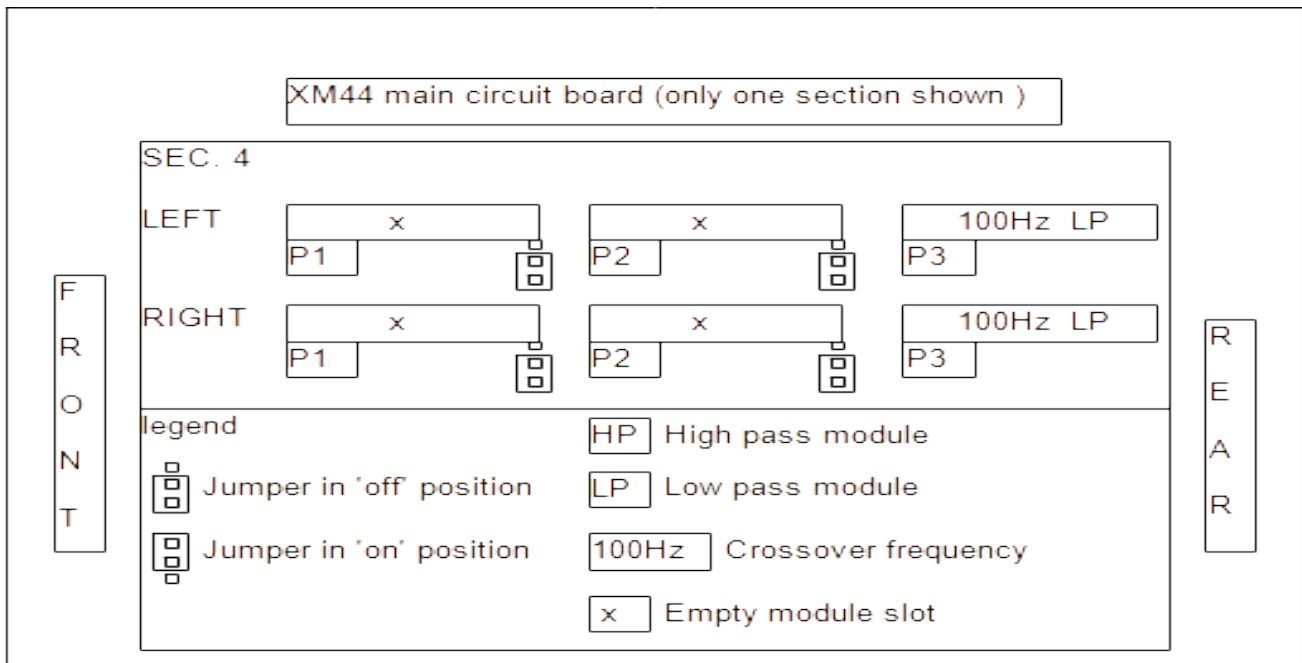 XM44 main circuit board (only one section shown )
SEC. 4
LEFT x x 100Hz LP
P1 P2 P3
RIGHT x x 100Hz LP
P1 P2 P3
FRONT
REAR
legend
HP High pass module
Jumper in 'off' position LP Low pass module
Jumper in 'on' position 100Hz Crossover frequency
x Empty module slot